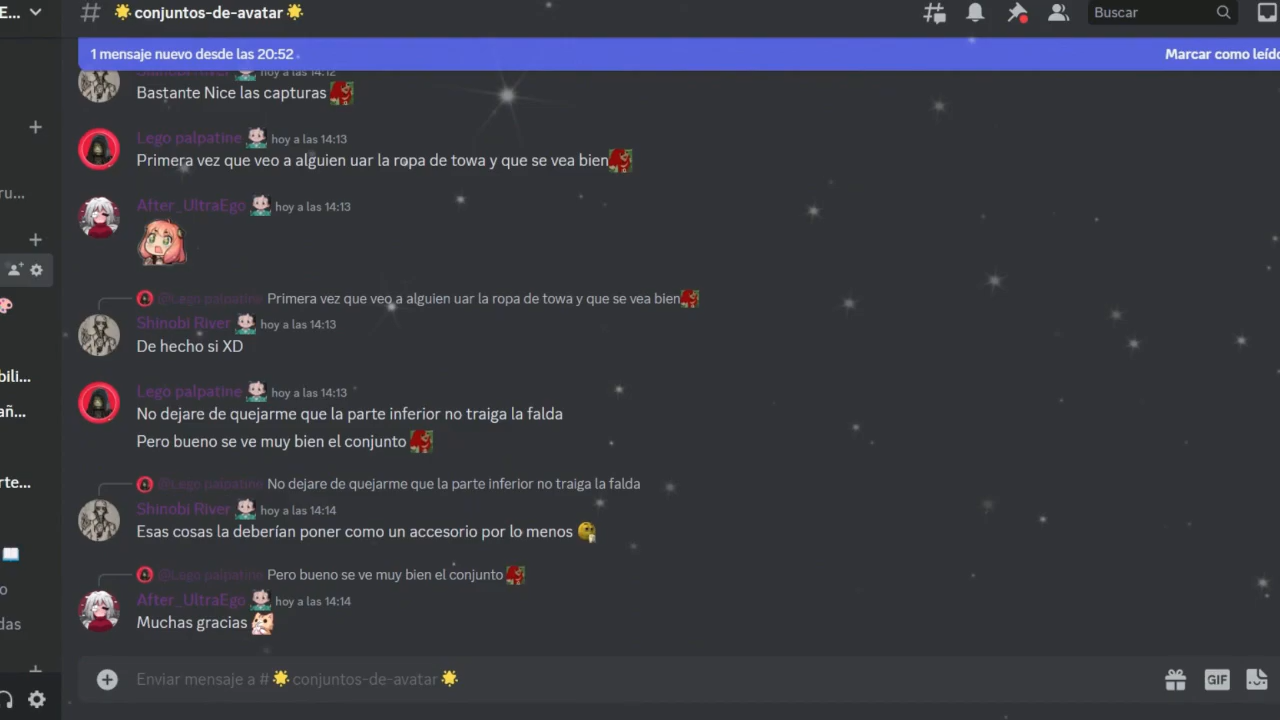 E...
# conjuntos-de-avatar
Buscar
1 mensaje nuevo desde las 20:52
Marcar como leído
Shinobi River hoy a las 14:12
Bastante Nice las capturas
Lego palpatine hoy a las 14:13
Primera vez que veo a alguien uar la ropa de towa y que se vea bien
ru...
After_UltraEgo hoy a las 14:13
@Lego palpatine Primera vez que veo a alguien uar la ropa de towa y que se vea bien
Shinobi River hoy a las 14:13
De hecho si XD
bili...
Lego palpatine hoy a las 14:13
añ...
No dejare de quejarme que la parte inferior no traiga la falda
Pero bueno se ve muy bien el conjunto
rte...
@Lego palpatine No dejare de quejarme que la parte inferior no traiga la falda
Shinobi River hoy a las 14:14
Esas cosas la deberían poner como un accesorio por lo menos
@Lego palpatine Pero bueno se ve muy bien el conjunto
o
After_UltraEgo hoy a las 14:14
Muchas gracias
das
Enviar mensaje a # conjuntos-de-avatar
GIF